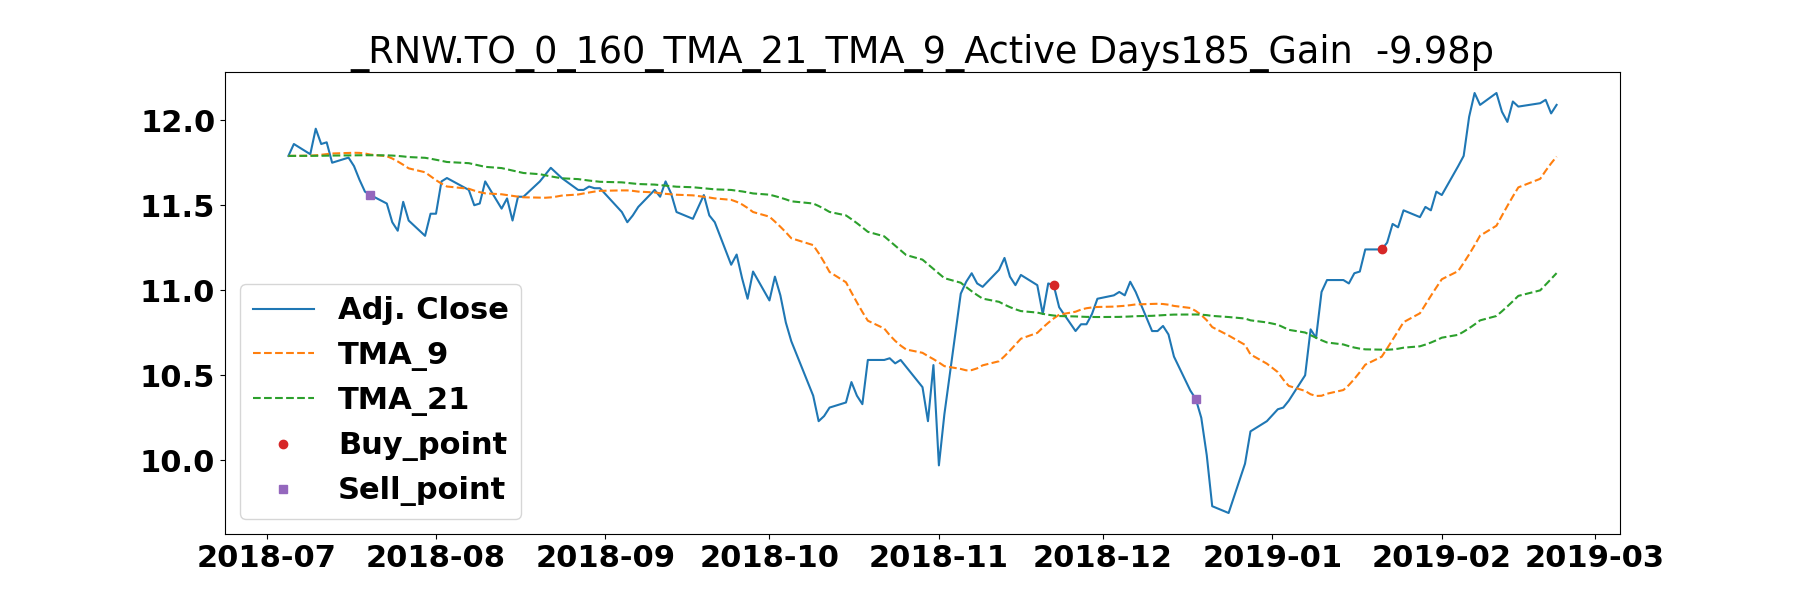 _RNW.TO_0_160_TMA_21_TMA_9_Active Days185_Gain  -9.98p
12.0
11.5
11.0
10.5
10.0
Adj. Close
TMA_9
TMA_21
Buy_point
Sell_point
2018-07 2018-08 2018-09 2018-10 2018-11 2018-12 2019-01 2019-02 2019-03